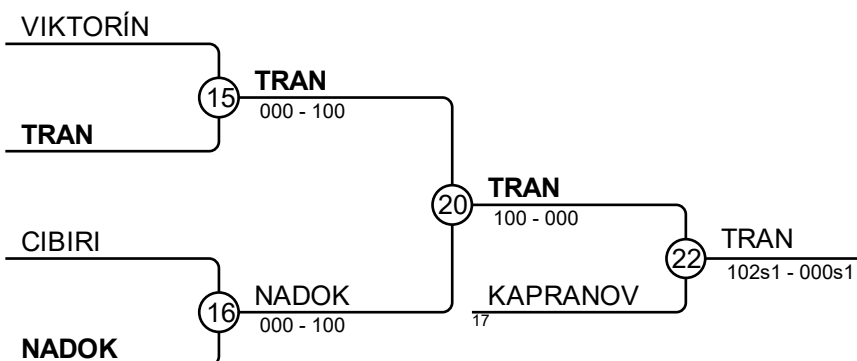 VIKTORÍN
15
TRAN
000 - 100
TRAN
20
TRAN
100 - 000
CIBIRI
22
TRAN
102s1 - 000s1
16
NADOK
000 - 100
KAPRANOV
17
NADOK